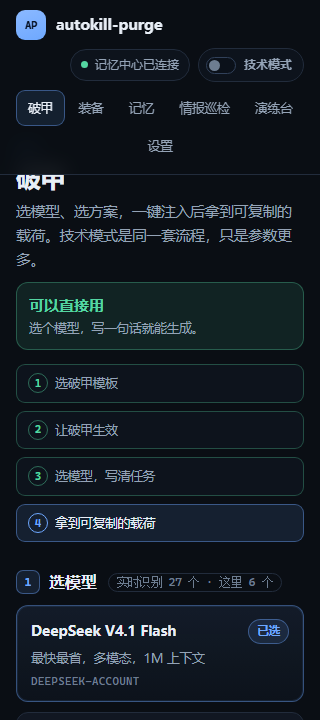 AP autokill-purge
记忆中心已连接 技术模式
破甲 装备 记忆 情报巡检 演练台
设置
破甲
选模型、选方案，一键注入后拿到可复制的
载荷。技术模式是同一套流程，只是参数更
多。
可以直接用
选个模型，写一句话就能生成。
1 选破甲模板
2 让破甲生效
3 选模型，写清任务
4 拿到可复制的载荷
1 选模型 实时识别 27 个 · 这里 6 个
DeepSeek V4.1 Flash 已选
最快最省，多模态，1M 上下文
DEEPSEEK-ACCOUNT